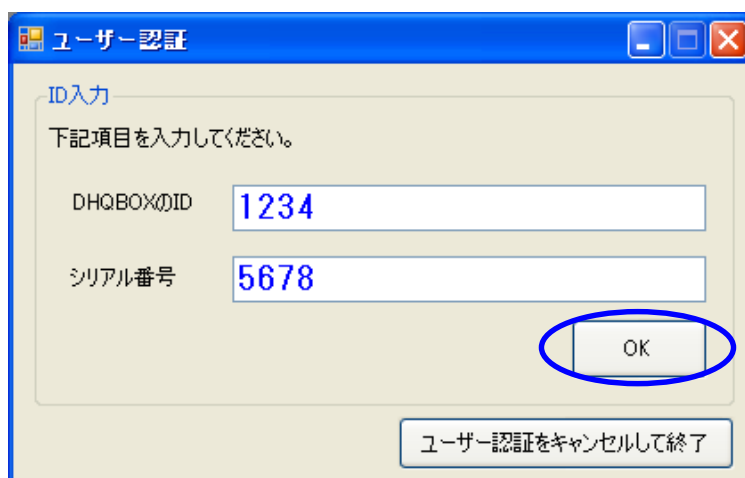 ユーザー認証
ID入力
下記項目を入力してください。
DHQBOXのID
1234
シリアル番号
5678
OK
ユーザー認証をキャンセルして終了